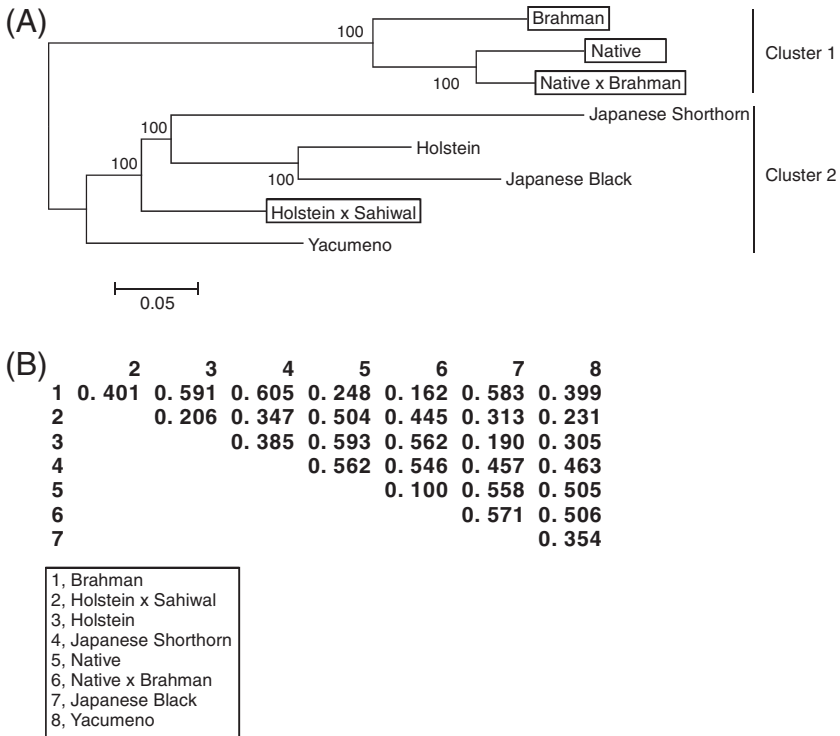 (A)
100
Brahman
Native
100
Native x Brahman
Cluster 1
100
Japanese Shorthorn
100
Holstein
100
Japanese Black
Cluster 2
Holstein x Sahiwal
Yacumeno
0.05
(B)
2 3 4 5 6 7 8
1 0. 401 0. 591 0. 605 0. 248 0. 162 0. 583 0. 399
2 0. 206 0. 347 0. 504 0. 445 0. 313 0. 231
3 0. 385 0. 593 0. 562 0. 190 0. 305
4 0. 562 0. 546 0. 457 0. 463
5 0. 100 0. 558 0. 505
6 0. 571 0. 506
7 0. 354
1, Brahman
2, Holstein x Sahiwal
3, Holstein
4, Japanese Shorthorn
5, Native
6, Native x Brahman
7, Japanese Black
8, Yacumeno